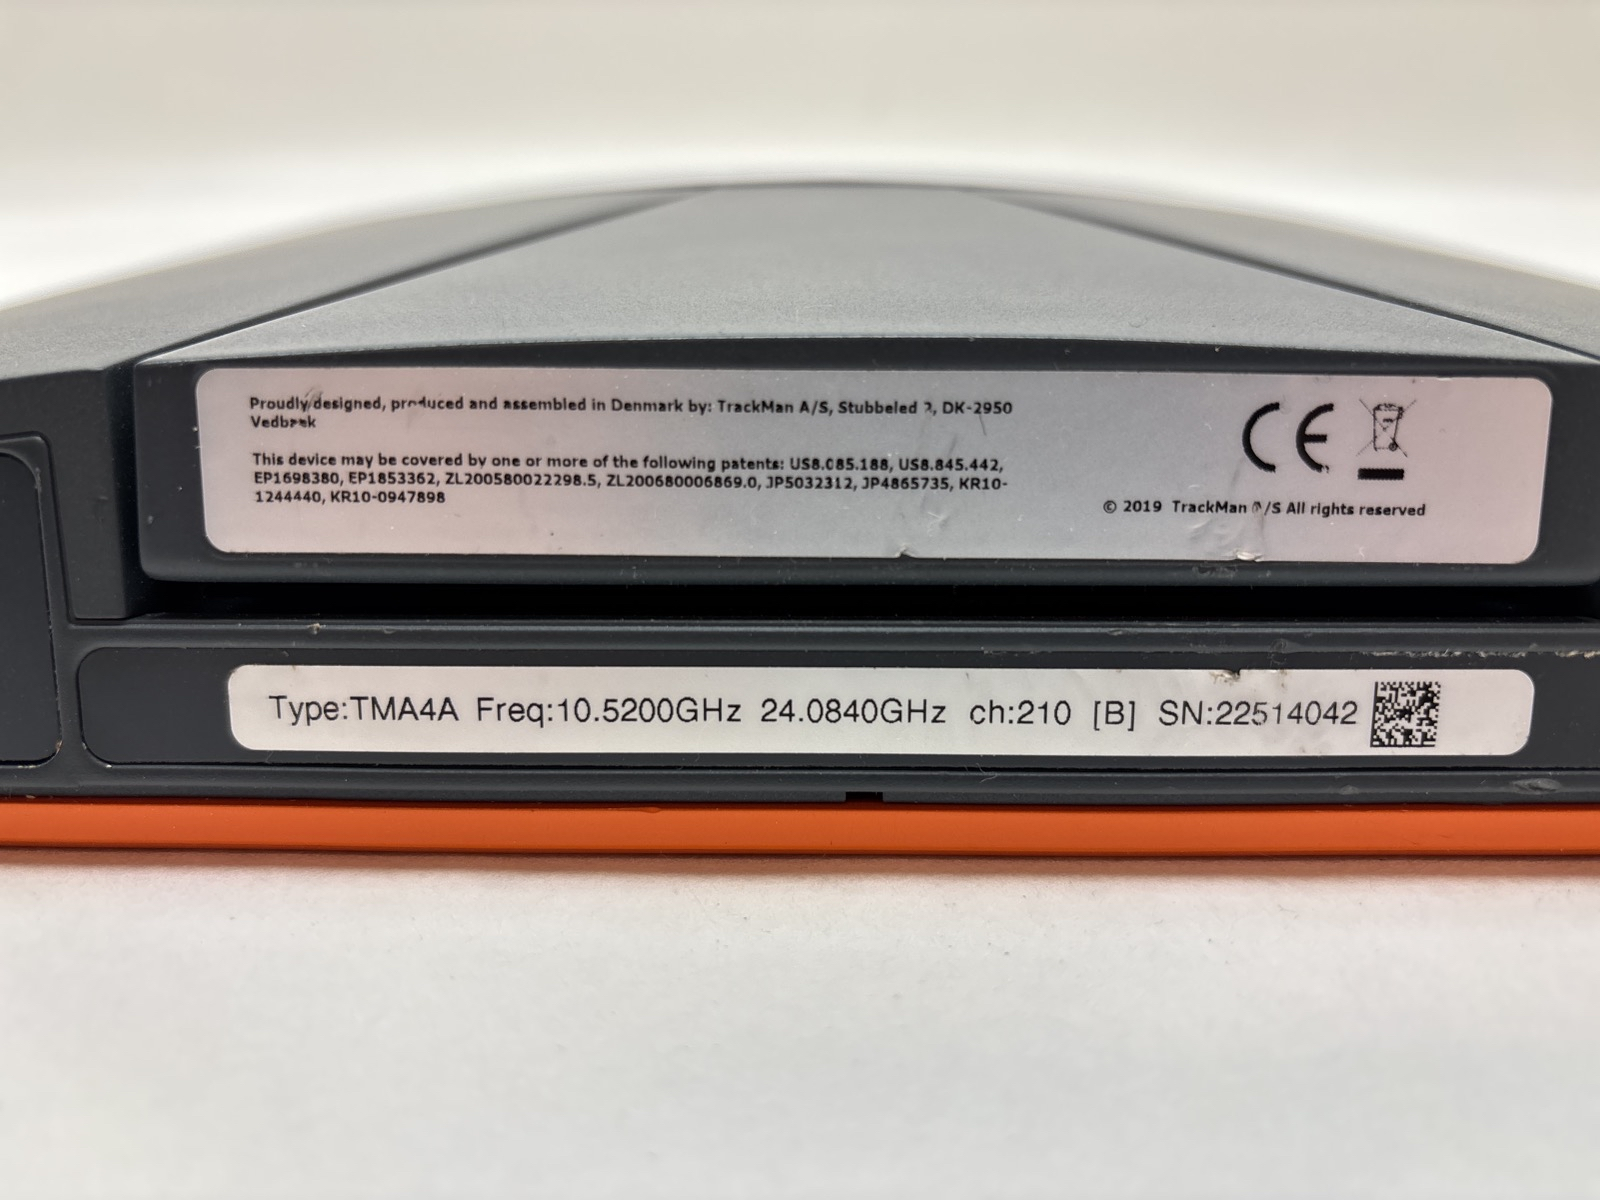 Proudly designed, produced and assembled in Denmark by: TrackMan A/S, Stubbeled 2, DK-2950
Vedbæk
This device may be covered by one or more of the following patents: US8.085.188, US8.845.442,
EP1698380, EP1853362, ZL200580022298.5, ZL200680006869.0, JP5032312, JP4865735, KR10-
1244440, KR10-0947898
CE
© 2019 TrackMan A/S All rights reserved
Type:TMA4A Freq:10.5200GHz 24.0840GHz ch:210 [B] SN:22514042